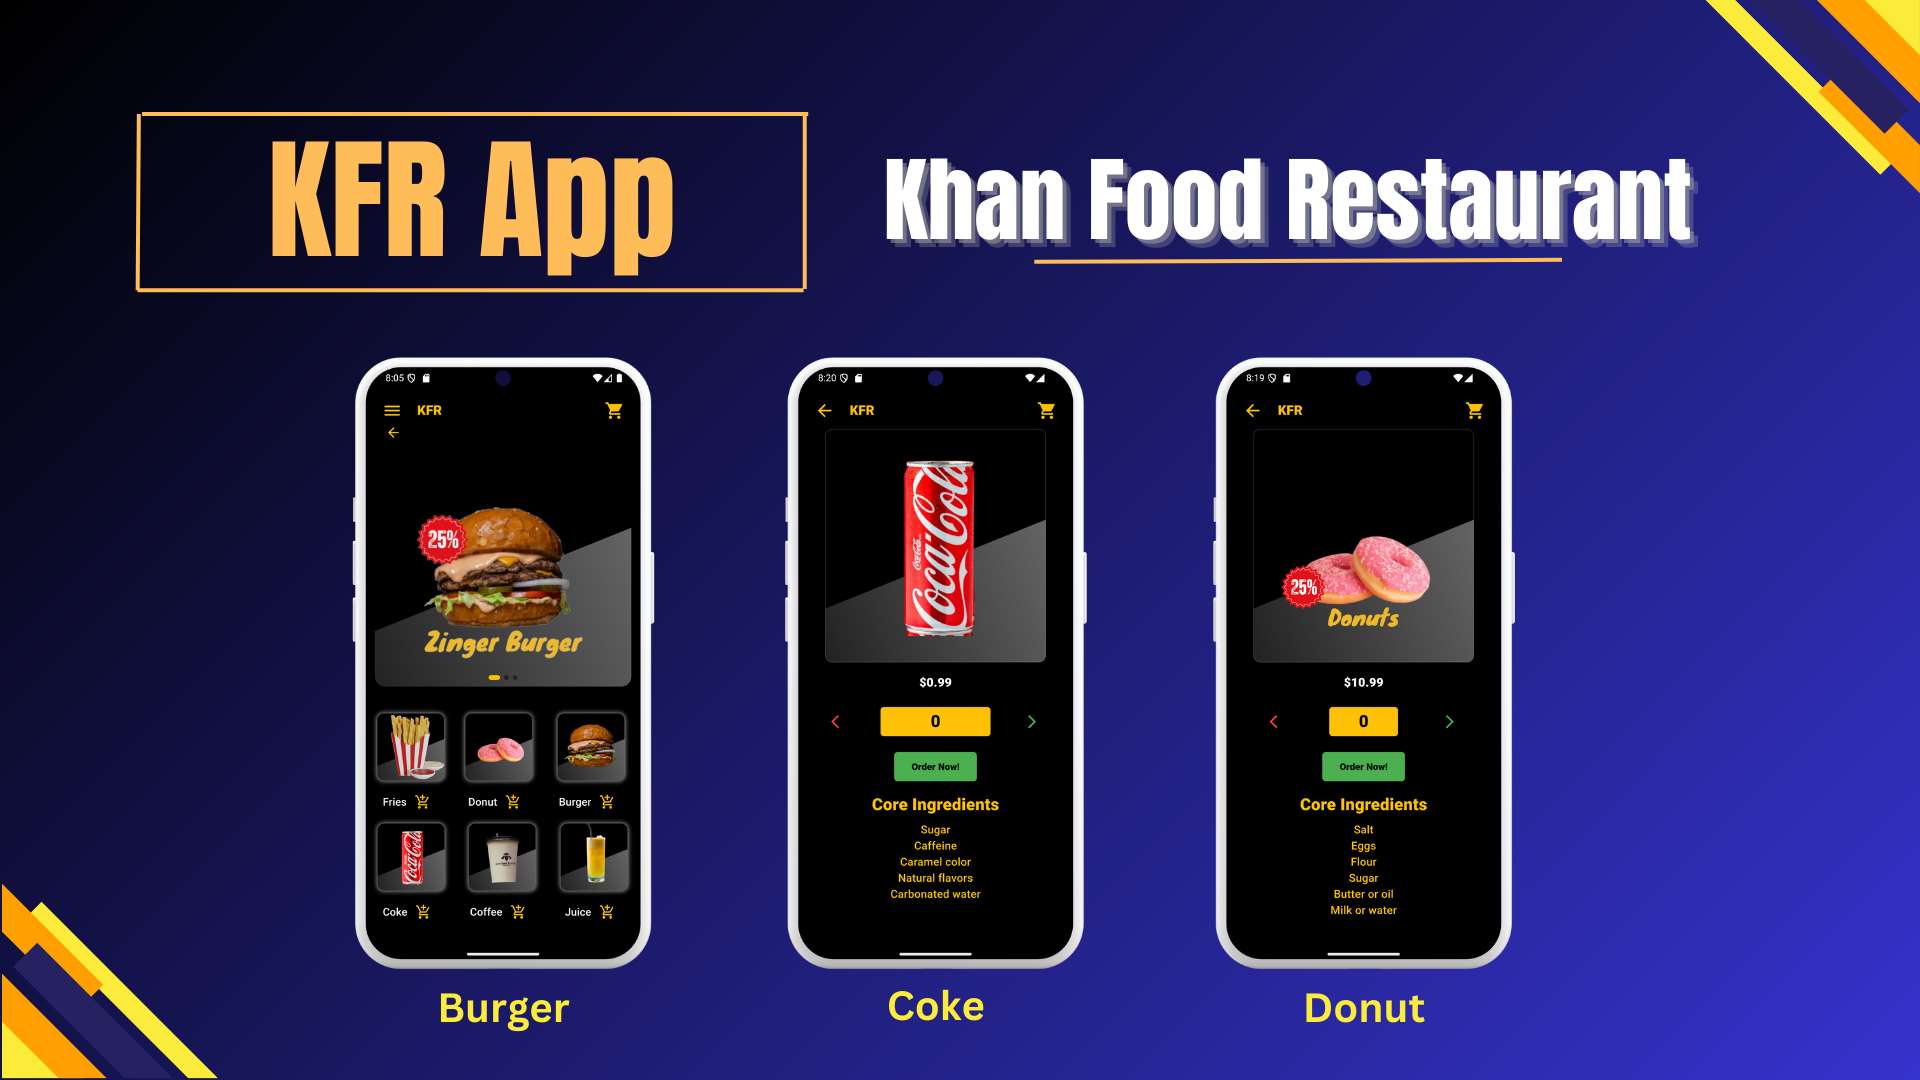 KFR App
Khan Food Restaurant
8:05
KFR
25%
Zinger Burger
Fries
Donut
Burger
Coke
Coffee
Juice
Burger
8:20
KFR
Coca-Cola
$0.99
0
Order Now!
Core Ingredients
Sugar
Caffeine
Caramel color
Natural flavors
Carbonated water
Coke
8:19
KFR
25%
Donuts
$10.99
0
Order Now!
Core Ingredients
Salt
Eggs
Flour
Sugar
Butter or oil
Milk or water
Donut